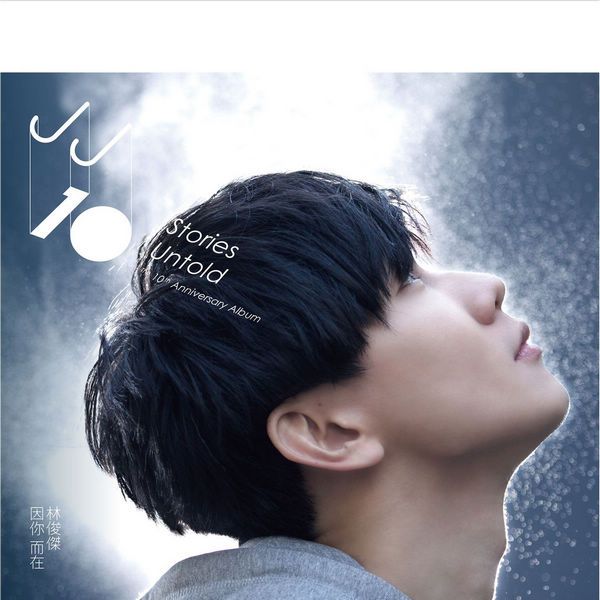 JJ
10
Stories
Untold
10th Anniversary Album
林俊傑
因你 而在